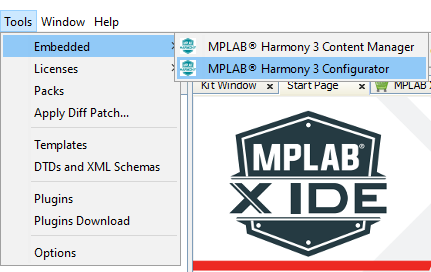 Tools Window Help
Embedded
MPLAB® Harmony 3 Content Manager
Licenses
MPLAB® Harmony 3 Configurator
Packs
Kit Window x Start Page x MPLAB X
Apply Diff Patch...
Templates
DTDs and XML Schemas
Plugins
Plugins Download
Options
MPLAB®
X IDE